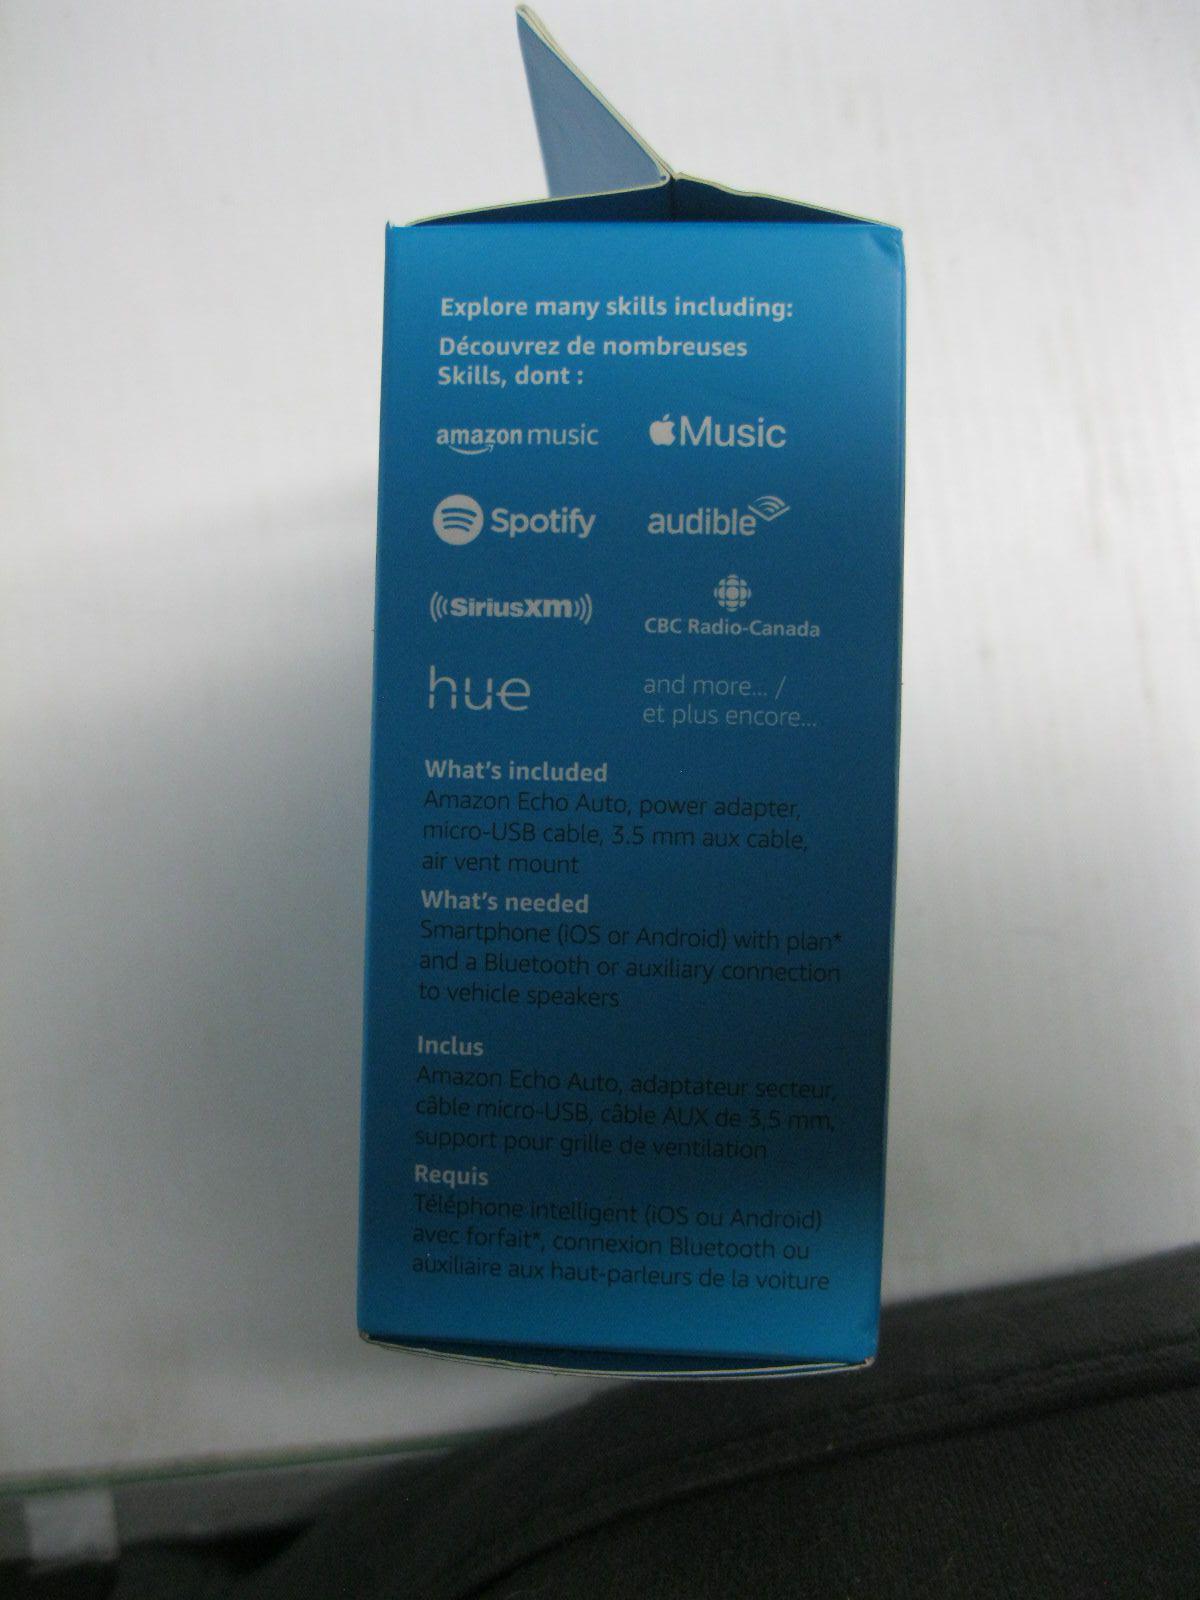 Explore many skills including:
Découvrez de nombreuses
Skills, dont :
amazon music
Music
Spotify
audible
SiriusXM
CBC Radio-Canada
hue
and more... /
et plus encore...
What's included
Amazon Echo Auto, power adapter,
micro-USB cable, 3.5 mm aux cable,
air vent mount
What's needed
Smartphone (iOS or Android) with plan*
and a Bluetooth or auxiliary connection
to vehicle speakers
Inclus
Amazon Echo Auto, adaptateur secteur,
câble micro-USB, câble AUX de 3,5 mm,
support pour grille de ventilation
Requis
Téléphone intelligent (iOS ou Android)
avec forfait*, connexion Bluetooth ou
auxiliaire aux haut-parleurs de la voiture